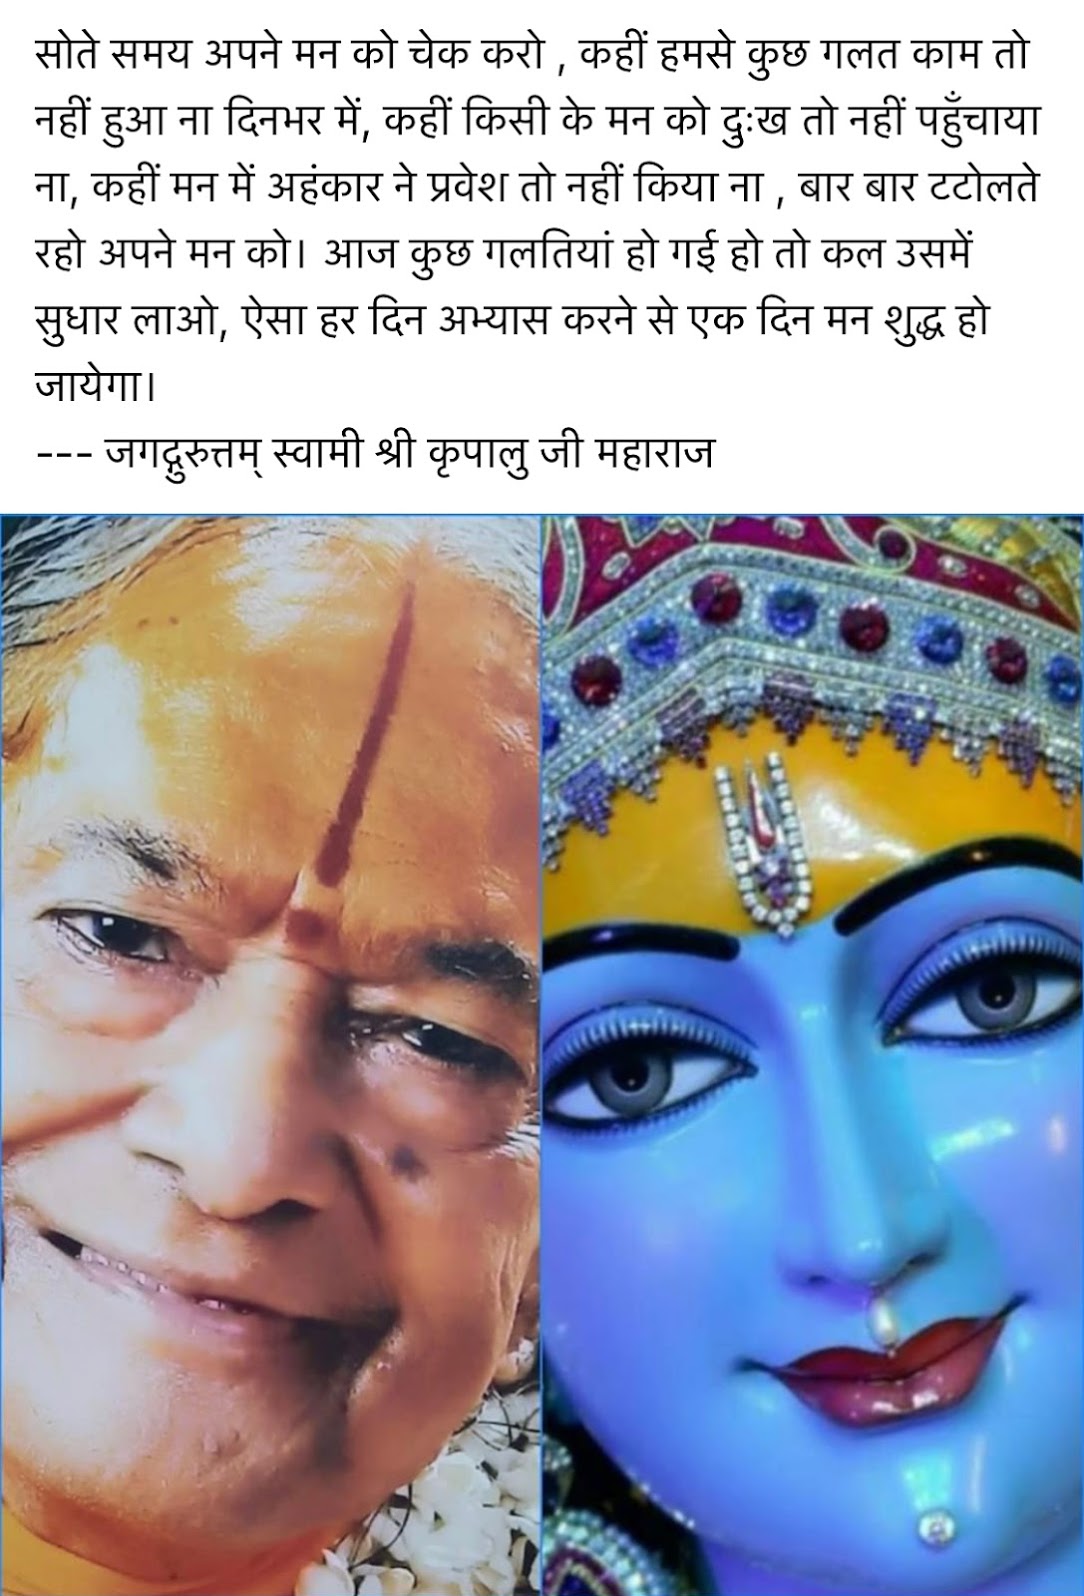 सोते समय अपने मन को चेक करो , कहीं हमसे कुछ गलत काम तो
नहीं हुआ ना दिनभर में, कहीं किसी के मन को दुःख तो नहीं पहुँचाया
ना, कहीं मन में अहंकार ने प्रवेश तो नहीं किया ना , बार बार टटोलते
रहो अपने मन को। आज कुछ गलतियां हो गई हो तो कल उसमें
सुधार लाओ, ऐसा हर दिन अभ्यास करने से एक दिन मन शुद्ध हो
जायेगा।
--- जगद्गुरुत्तम् स्वामी श्री कृपालु जी महाराज